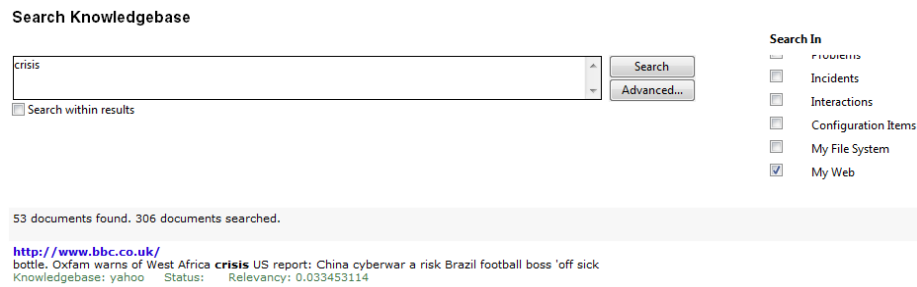 Search Knowledgebase
Search In
crisis
Search
Advanced...
Search within results
Problems
Incidents
Interactions
Configuration Items
My File System
My Web
53 documents found. 306 documents searched.
http://www.bbc.co.uk/
bottle. Oxfam warns of West Africa crisis US report: China cyberwar a risk Brazil football boss 'off sick
Knowledgebase: yahoo Status: Relevancy: 0.033453114